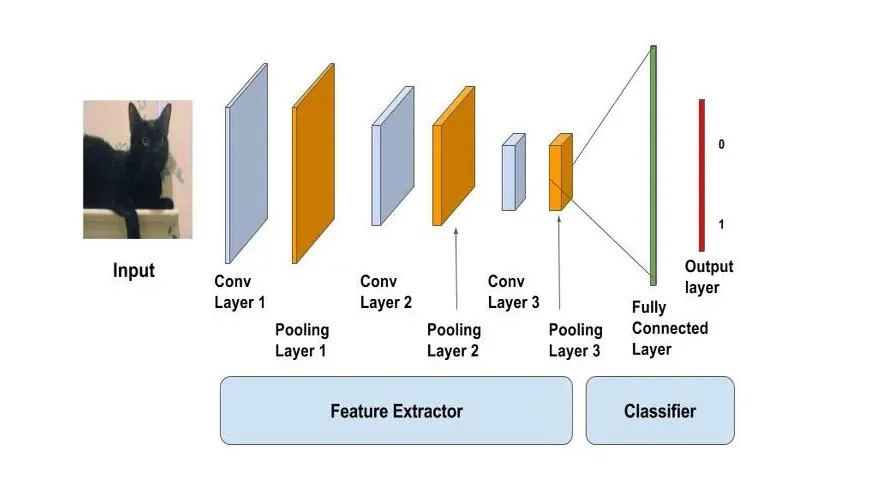 0
1
Input
Output
layer
Conv
Layer 1
Conv
Layer 2
Conv
Layer 3
Fully
Connected
Layer
Pooling
Layer 1
Pooling
Layer 2
Pooling
Layer 3
Feature Extractor
Classifier